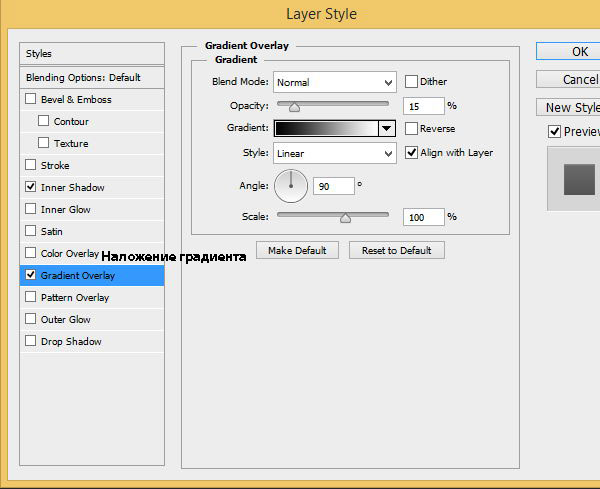 Layer Style
Styles
Blending Options: Default
Bevel & Emboss
Contour
Texture
Stroke
Inner Shadow
Inner Glow
Satin
Color Overlay
Наложение градиента
Gradient Overlay
Pattern Overlay
Outer Glow
Drop Shadow
Gradient Overlay
Gradient
Blend Mode: Normal Dither
Opacity: 15 %
Gradient: Reverse
Style: Linear Align with Layer
Angle: 90 °
Scale: 100 %
Make Default Reset to Default
OK
Cancel
New Style
Preview